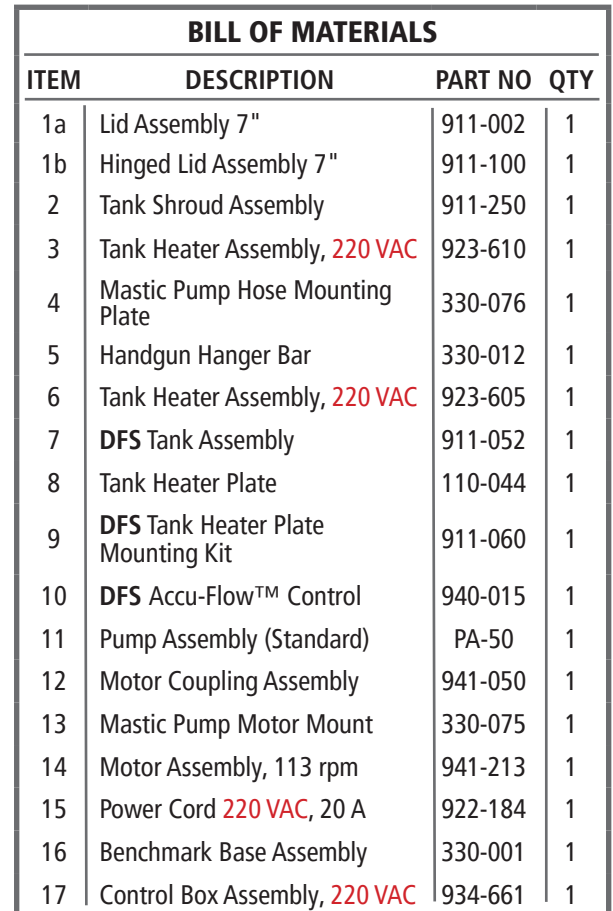 BILL OF MATERIALS
ITEM DESCRIPTION PART NO QTY
1a Lid Assembly 7" 911-002 1
1b Hinged Lid Assembly 7" 911-100 1
2 Tank Shroud Assembly 911-250 1
3 Tank Heater Assembly, 220 VAC 923-610 1
4 Mastic Pump Hose Mounting
Plate 330-076 1
5 Handgun Hanger Bar 330-012 1
6 Tank Heater Assembly, 220 VAC 923-605 1
7 DFS Tank Assembly 911-052 1
8 Tank Heater Plate 110-044 1
9 DFS Tank Heater Plate
Mounting Kit 911-060 1
10 DFS Accu-Flow™ Control 940-015 1
11 Pump Assembly (Standard) PA-50 1
12 Motor Coupling Assembly 941-050 1
13 Mastic Pump Motor Mount 330-075 1
14 Motor Assembly, 113 rpm 941-213 1
15 Power Cord 220 VAC, 20 A 922-184 1
16 Benchmark Base Assembly 330-001 1
17 Control Box Assembly, 220 VAC 934-661 1